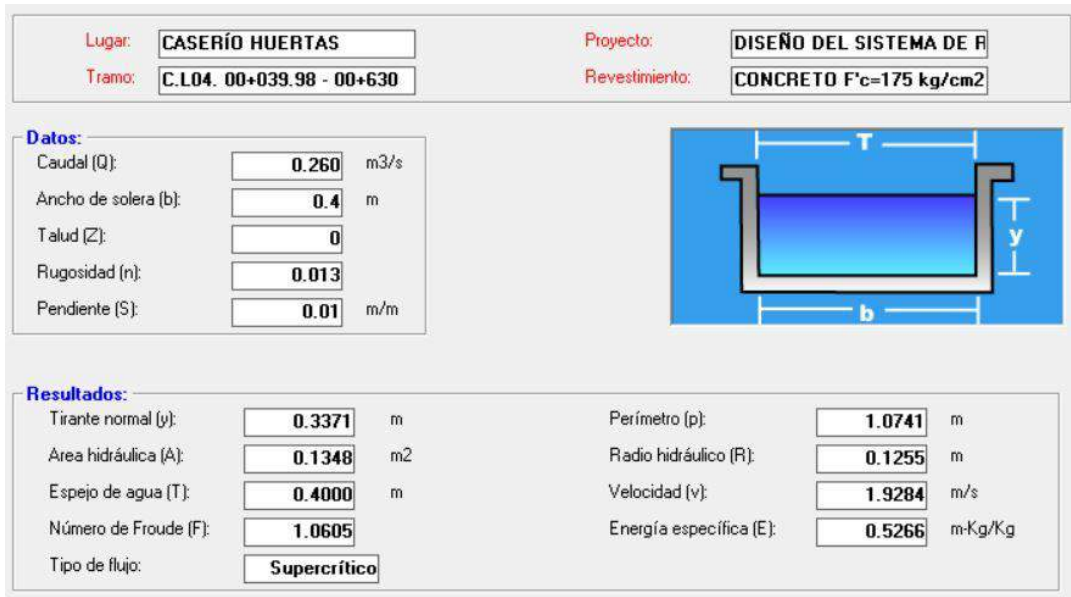 Lugar: CASERÍO HUERTAS Proyecto: DISEÑO DEL SISTEMA DE R
Tramo: C.L04. 00+039.98 - 00+630 Revestimiento: CONCRETO F'c=175 kg/cm2
Datos:
Caudal (Q): 0.260 m3/s
Ancho de solera (b): 0.4 m
Talud (Z): 0
Rugosidad (n): 0.013
Pendiente (S): 0.01 m/m
T
y
b
Resultados:
Tirante normal (y): 0.3371 m Perímetro (p): 1.0741 m
Area hidráulica (A): 0.1348 m2 Radio hidráulico (R): 0.1255 m
Espejo de agua (T): 0.4000 m Velocidad (v): 1.9284 m/s
Número de Froude (F): 1.0605 Energía específica (E): 0.5266 m-Kg/Kg
Tipo de flujo: Supercrítico